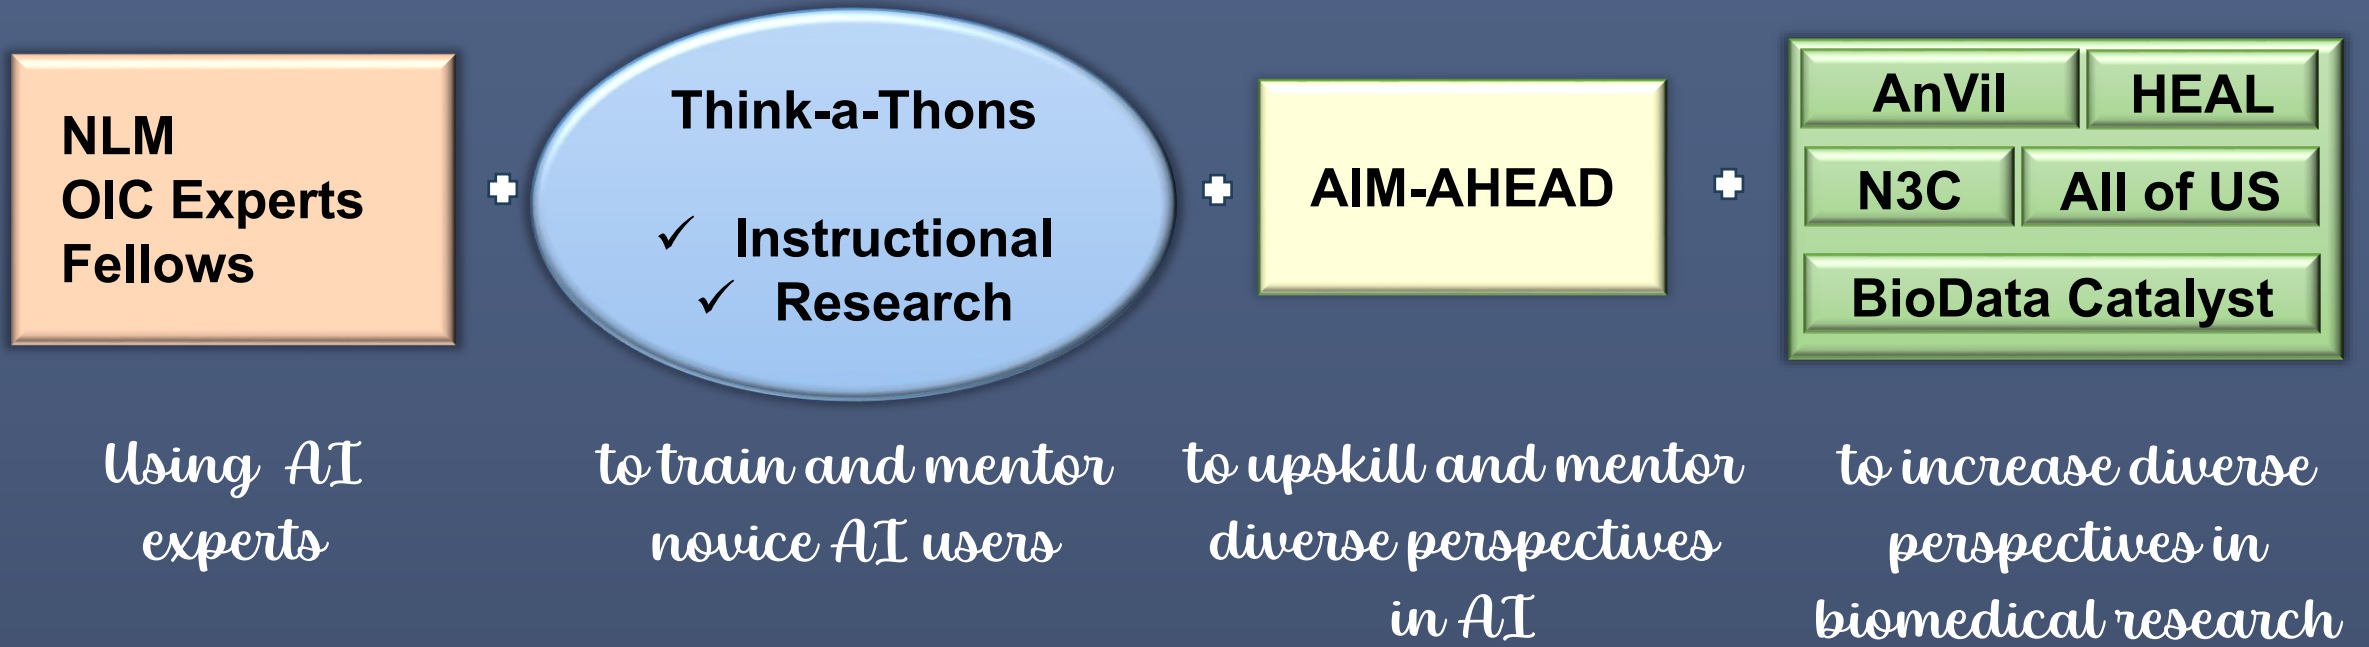 NLM
OIC Experts
Fellows
Think-a-Thons
✓ Instructional
✓ Research
AIM-AHEAD
AnVil
HEAL
N3C
All of US
BioData Catalyst
Using AI
experts
to train and mentor
novice AI users
to upskill and mentor
diverse perspectives
in AI
to increase diverse
perspectives in
biomedical research